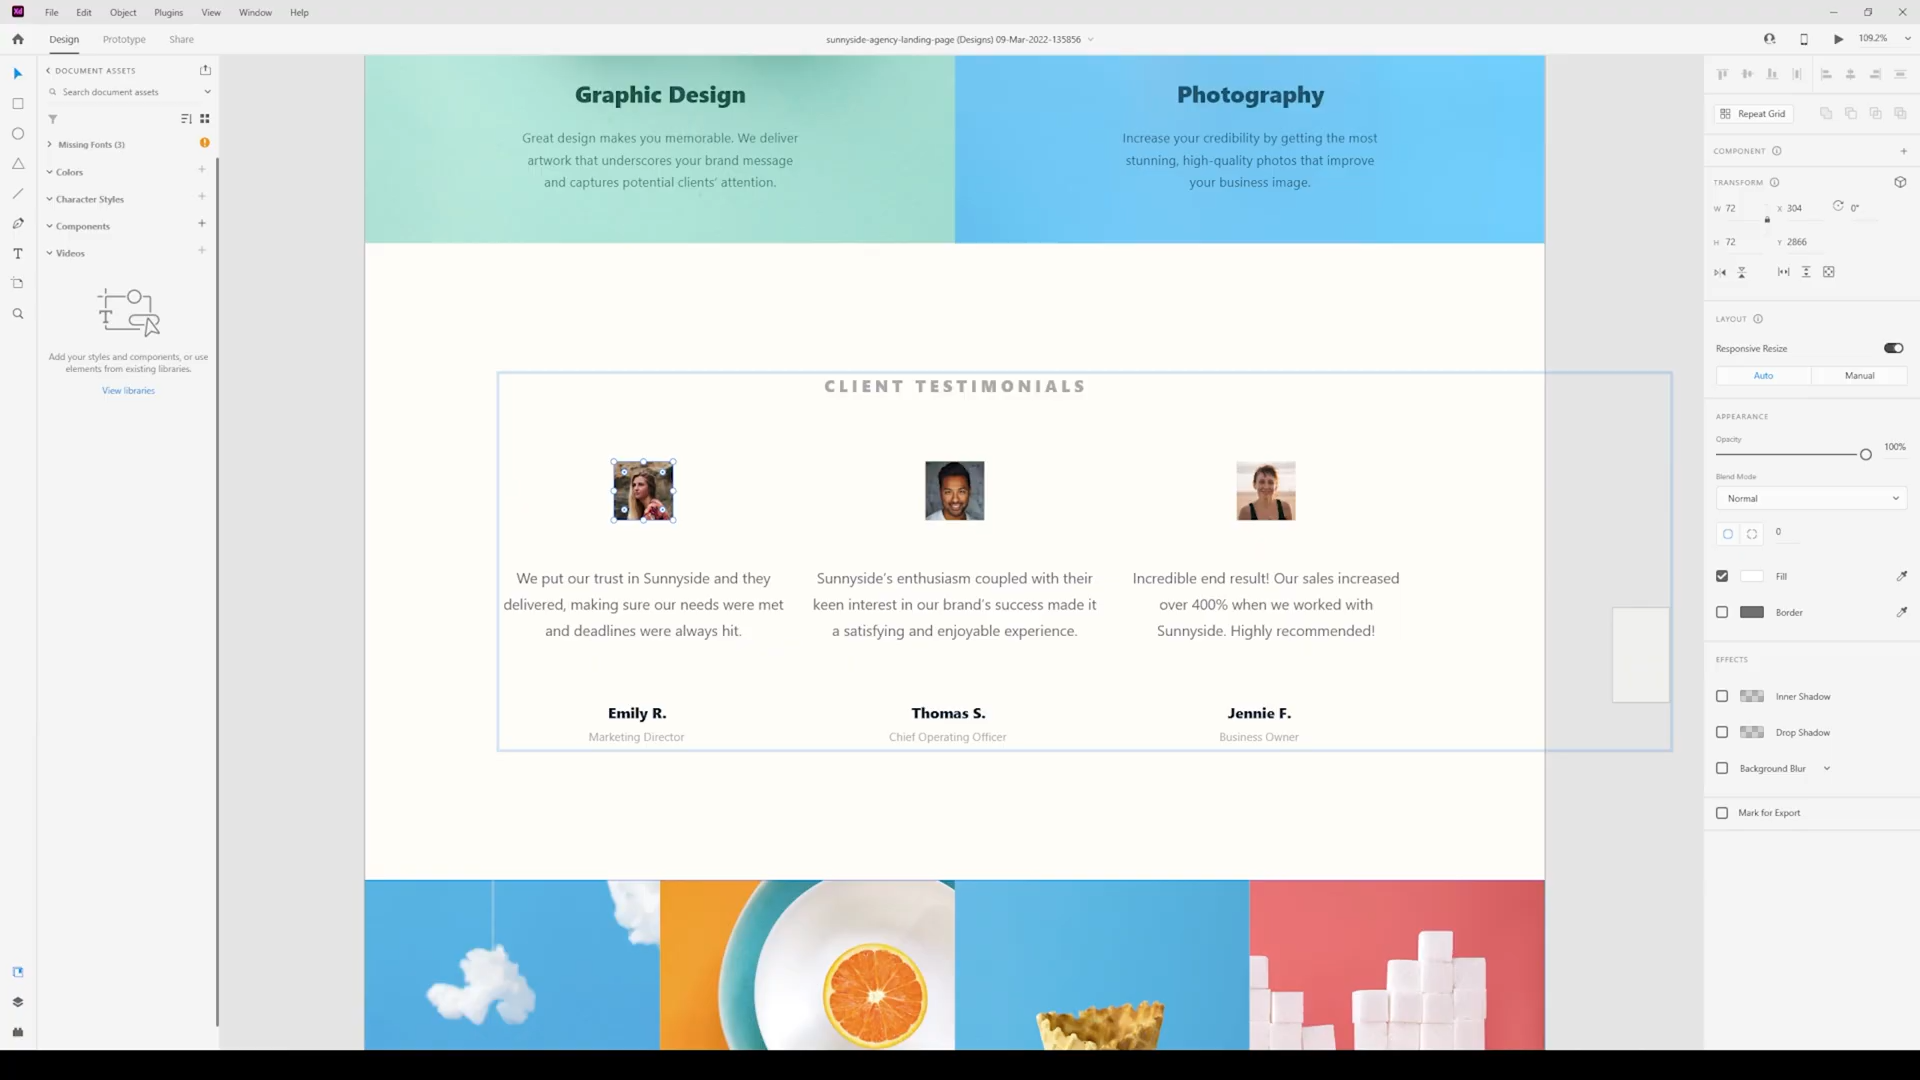 Xd File Edit Object Plugins View Window Help
Design Prototype Share
sunnyside-agency-landing-page (Designs) 09-Mar-2022-135856
109.2%
DOCUMENT ASSETS
Search document assets
Missing Fonts (3)
Colors
Character Styles
Components
Videos
Add your styles and components, or use
elements from existing libraries.
View libraries
Graphic Design
Great design makes you memorable. We deliver
artwork that underscores your brand message
and captures potential clients’ attention.
Photography
Increase your credibility by getting the most
stunning, high-quality photos that improve
your business image.
CLIENT TESTIMONIALS
We put our trust in Sunnyside and they
delivered, making sure our needs were met
and deadlines were always hit.
Emily R.
Marketing Director
Sunnyside’s enthusiasm coupled with their
keen interest in our brand’s success made it
a satisfying and enjoyable experience.
Thomas S.
Chief Operating Officer
Incredible end result! Our sales increased
over 400% when we worked with
Sunnyside. Highly recommended!
Jennie F.
Business Owner
Repeat Grid
COMPONENT
TRANSFORM
W 72 X 304 0°
H 72 Y 2866
LAYOUT
Responsive Resize
Auto Manual
APPEARANCE
Opacity
100%
Blend Mode
Normal
0
Fill
Border
EFFECTS
Inner Shadow
Drop Shadow
Background Blur
Mark for Export